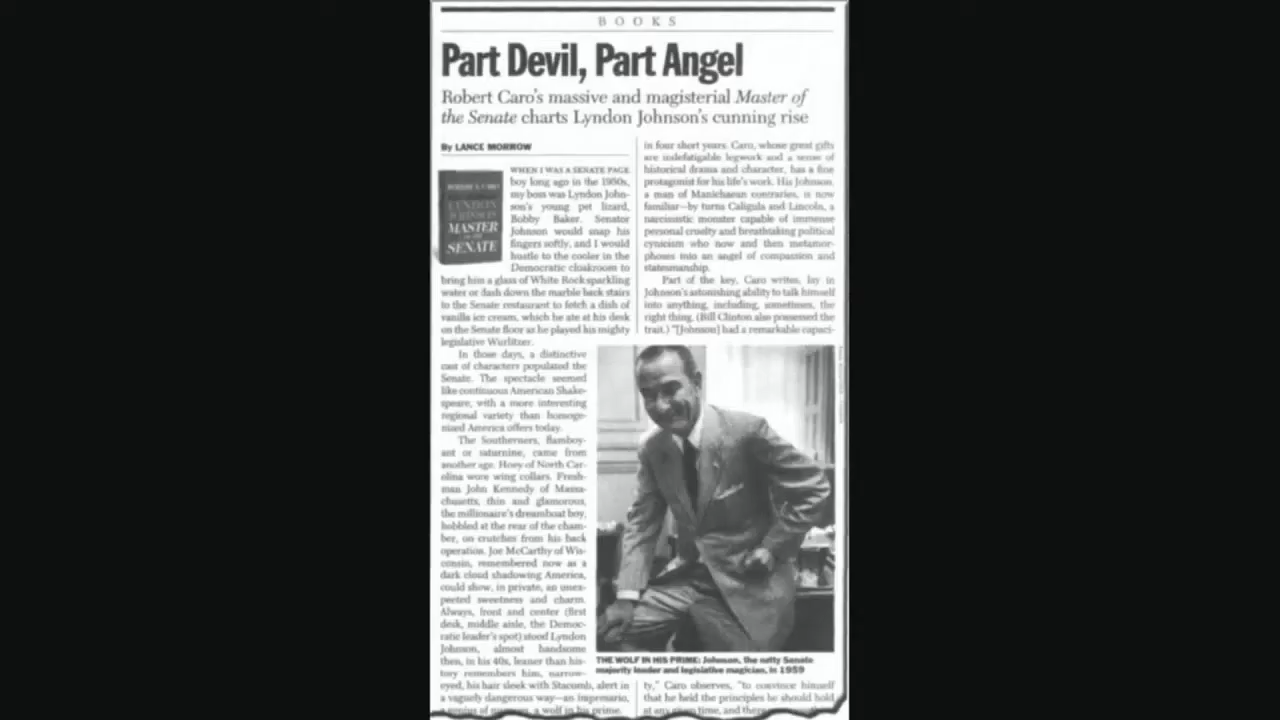 BOOKS
Part Devil, Part Angel
Robert Caro's massive and magisterial Master of
the Senate charts Lyndon Johnson's cunning rise
By LANCE MORROW
MASTER
SENATE
WHEN I WAS A SENATE PAGE
boy long ago in the 1950s,
my boss was Lyndon John-
son's young pet lizard,
Bobby Baker. Senator
Johnson would snap his
fingers softly, and I would
hustle to the cooler in the
Democratic cloakroom to
bring him a glass of White Rock sparkling
water or dash down the marble back stairs
to the Senate restaurant to fetch a dish of
vanilla ice cream, which he ate at his desk
on the Senate floor as he played his mighty
legislative Wurlitzer.
In those days, a distinctive
cast of characters populated the
Senate. The spectacle seemed
like continuous American Shake-
speare, with a more interesting
regional variety than homoge-
nized America offers today.
The Southerners, flamboy-
ant or saturnine, came from
another age. Hoey of North Car-
olina wore wing collars. Fresh-
man John Kennedy of Massa-
chusetts, thin and glamorous,
the millionaire's dreamboat boy,
hobbled at the rear of the cham-
ber, on crutches from his back
operation. Joe McCarthy of Wis-
consin, remembered now as a
dark cloud shadowing America,
could show, in private, an unex-
pected sweetness and charm.
Always, front and center (first
desk, middle aisle, the Democ-
ratic leader's spot) stood Lyndon
Johnson, almost handsome
then, in his 40s, leaner than his-
tory remembers him, narrow-
eyed, his hair sleek with Stacomb, alert in
a vaguely dangerous way—an impresario,
a genius of a wolf in his prime.
in four short years. Caro, whose great gifts
are indefatigable legwork and a sense of
historical drama and character, has a fine
protagonist for his life's work. His Johnson,
a man of Manichaean contraries, is now
familiar—by turns Caligula and Lincoln, a
narcissistic monster capable of immense
personal cruelty and breathtaking political
cynicism who now and then metamor-
phoses into an angel of compassion and
statesmanship.
Part of the key, Caro writes, lay in
Johnson's astonishing ability to talk himself
into anything, including, sometimes, the
right thing. (Bill Clinton also possessed the
trait.) "[Johnson] had a remarkable capaci-
THE WOLF IN HIS PRIME: Johnson, the natty Senate
majority leader and legislative magician, in 1959
ty," Caro observes, "to convince himself
that he held the principles he should hold
at any given time, and there